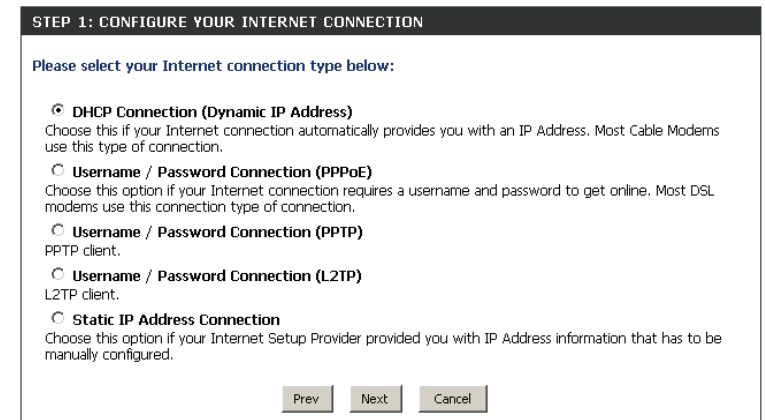 STEP 1: CONFIGURE YOUR INTERNET CONNECTION
Please select your Internet connection type below:
DHCP Connection (Dynamic IP Address)
Choose this if your Internet connection automatically provides you with an IP Address. Most Cable Modems
use this type of connection.
Username / Password Connection (PPPoE)
Choose this option if your Internet connection requires a username and password to get online. Most DSL
modems use this connection type of connection.
Username / Password Connection (PPTP)
PPTP client.
Username / Password Connection (L2TP)
L2TP client.
Static IP Address Connection
Choose this option if your Internet Setup Provider provided you with IP Address information that has to be
manually configured.
Prev Next Cancel